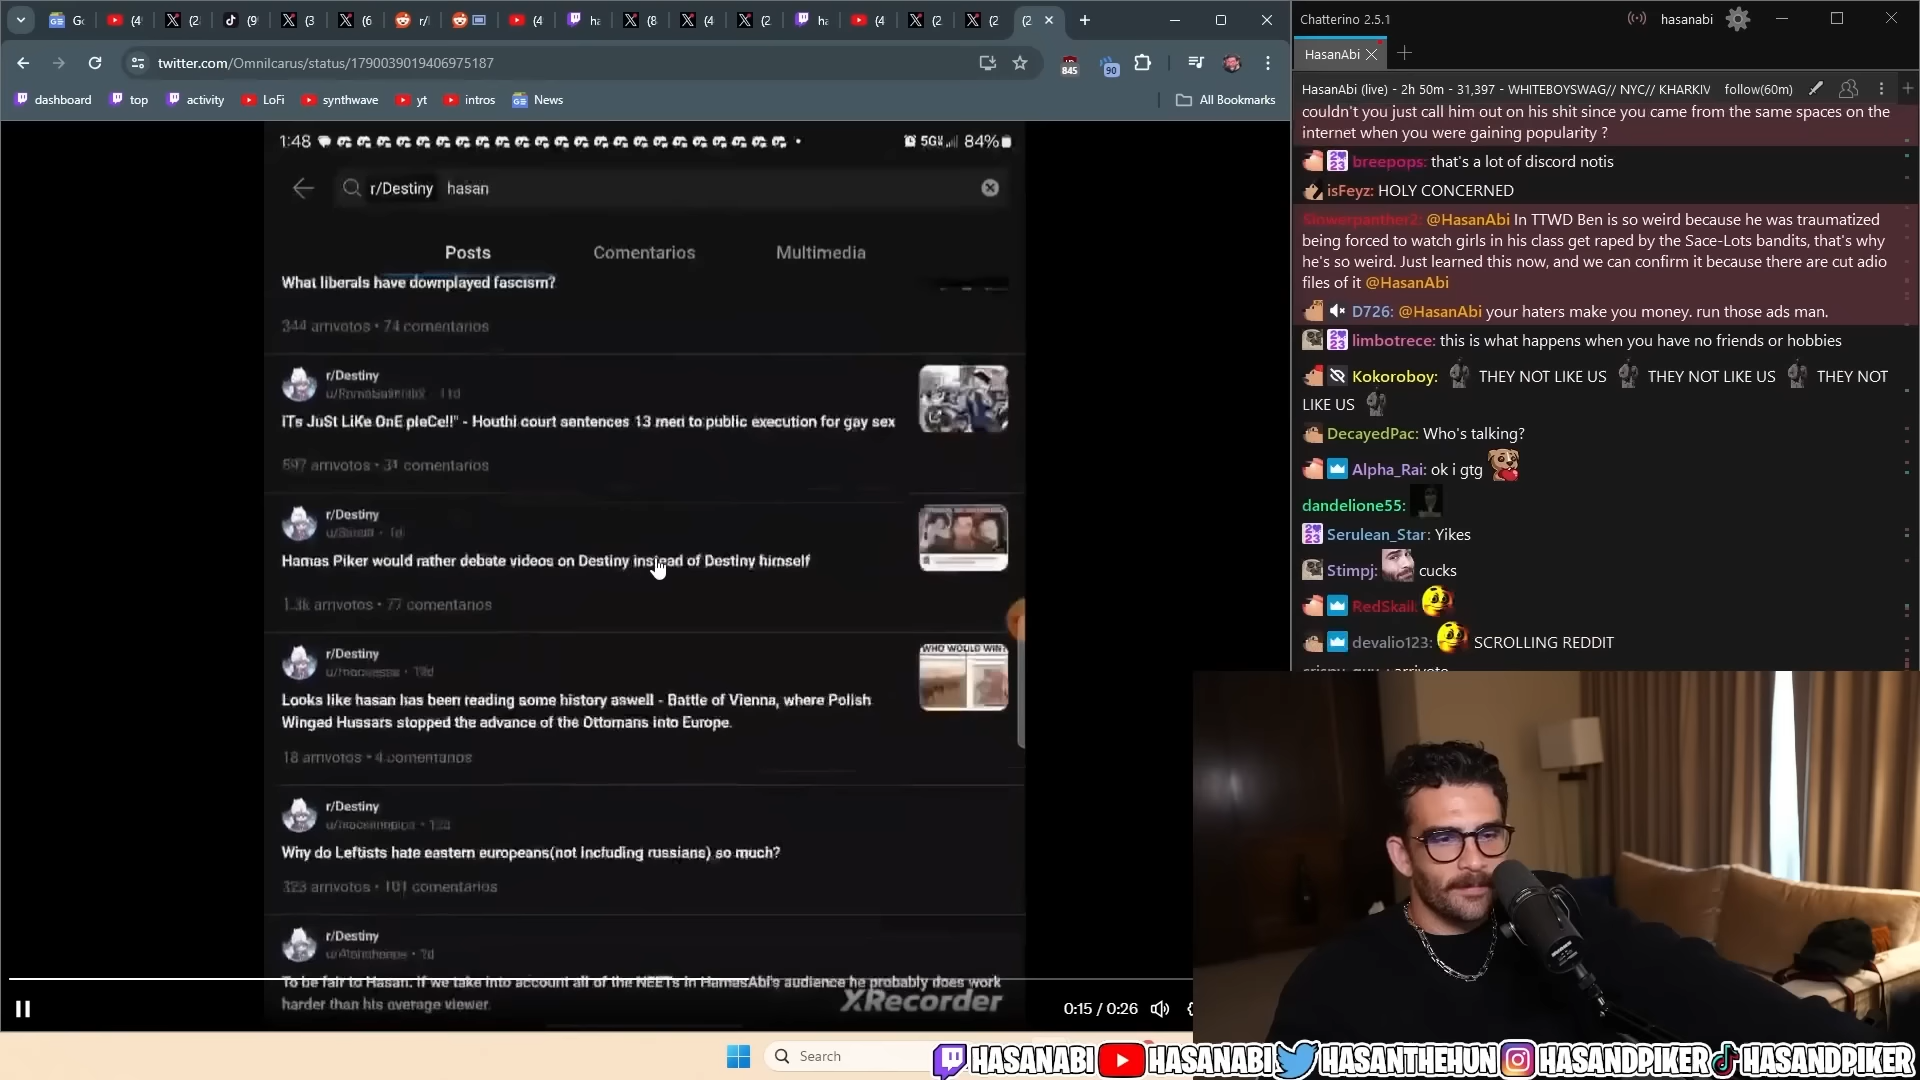 Chatterino 2.5.1
hasanabi
HasanAbi
twitter.com/OmniIcarus/status/1790039019406975187
845
90
dashboard
top
activity
LoFi
synthwave
yt
intros
News
All Bookmarks
HasanAbi (live) - 2h 50m - 31,397 - WHITEBOYSWAG// NYC// KHARKIV
follow(60m)
couldn't you just call him out on his shit since you came from the same spaces on the
internet when you were gaining popularity ?
breepops: that's a lot of discord notis
isFeyz: HOLY CONCERNED
@HasanAbi In TTWD Ben is so weird because he was traumatized
being forced to watch girls in his class get raped by the Sace-Lots bandits, that's why
he's so weird. Just learned this now, and we can confirm it because there are cut adio
files of it @HasanAbi
D726: @HasanAbi your haters make you money. run those ads man.
limbotrece: this is what happens when you have no friends or hobbies
Kokoroboy: THEY NOT LIKE US THEY NOT LIKE US THEY NOT
LIKE US
DecayedPac: Who's talking?
Alpha_Rai: ok i gtg
dandelione55:
Serulean_Star: Yikes
Stimpj: cucks
RedSkail:
devalio123: SCROLLING REDDIT
1:48
5G
84%
r/Destiny hasan
Posts
Comentarios
Multimedia
What liberals have downplayed fascism?
344 arrivotos • 74 comentarios
r/Destiny
11d
ITs JuSt LiKe OnE pIeCe!!" - Houthi court sentences 13 men to public execution for gay sex
597 arrivotos • 31 comentarios
r/Destiny
1d
Hamas Piker would rather debate videos on Destiny instead of Destiny himself
1.3k arrivotos • 77 comentarios
r/Destiny
WHO WOULD WIN?
Looks like hasan has been reading some history aswell - Battle of Vienna, where Polish
Winged Hussars stopped the advance of the Ottomans into Europe.
18 arrivotos • 4 comentarios
r/Destiny
Why do Leftists hate eastern europeans(not including russians) so much?
323 arrivotos • 101 comentarios
r/Destiny
7d
To be fair to Hasan, if we take into account all of the NEETs in HamasAbi's audience he probably does work
harder than his average viewer.
XRecorder
0:15 / 0:26
Search
HASANABI
HASANABI
HASANTHEHUN
HASANDPIKER
HASANDPIKER